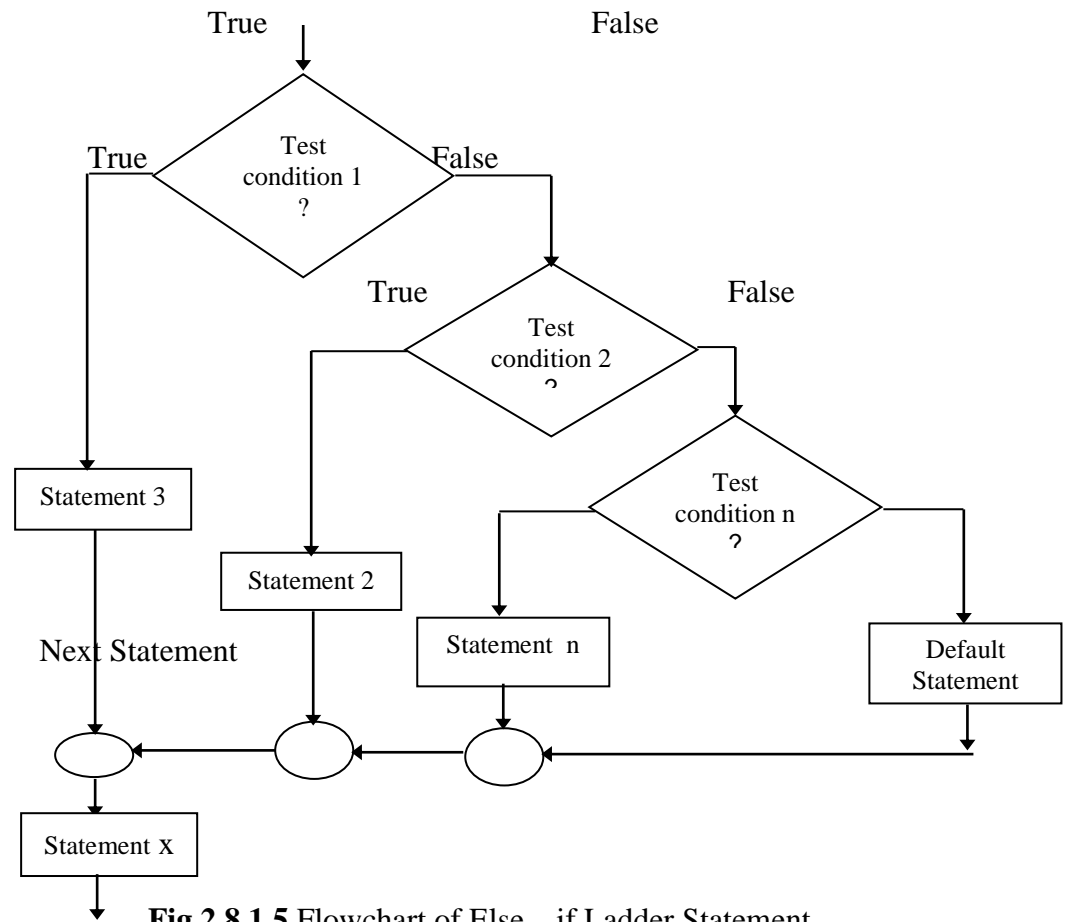 True False
Test
condition 1
?
True False
True False
Test
condition 2
?
Test
condition n
?
Statement 3
Statement 2
Statement n
Default
Statement
Next Statement
Statement x
Fig 2.8.1.5 Flowchart of Else if Ladder Statement